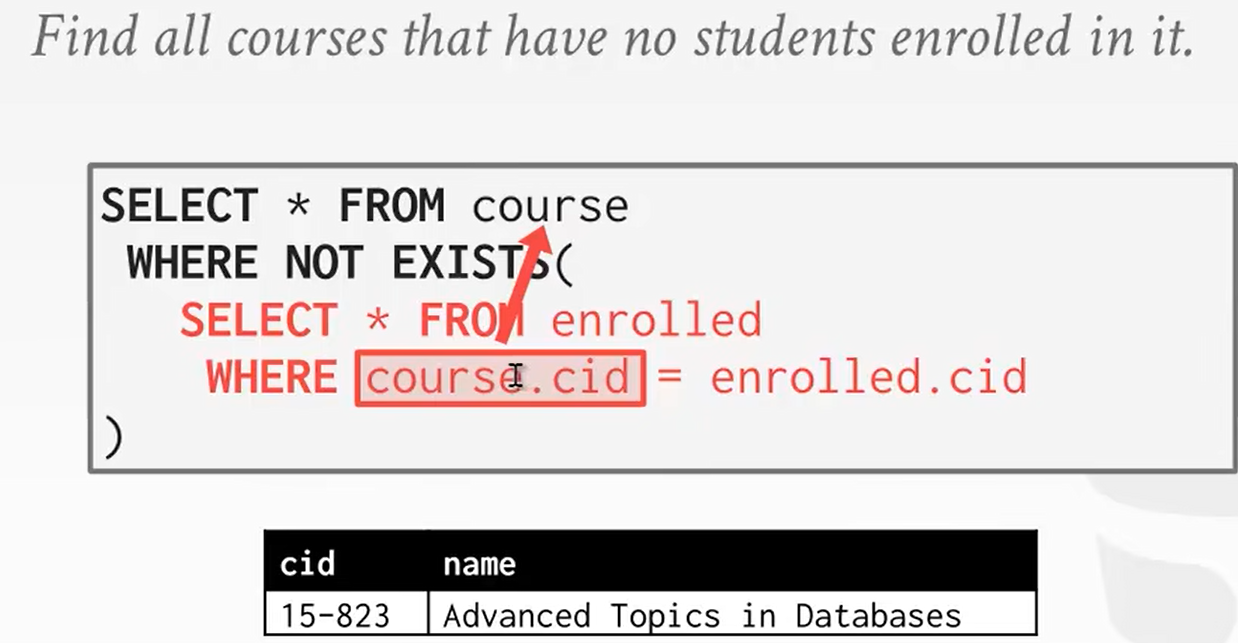 Find all courses that have no students enrolled in it.
SELECT * FROM course
WHERE NOT EXISTS(
SELECT * FROM enrolled
WHERE course.cid = enrolled.cid
)
cid name
15-823 Advanced Topics in Databases